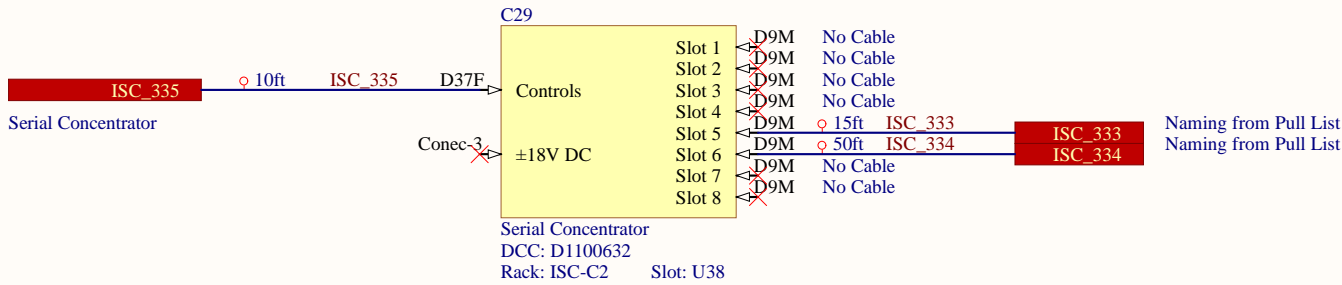 C29
Slot 1 D9M No Cable
Slot 2 D9M No Cable
ISC_335 10ft ISC_335 D37F Controls Slot 3 D9M No Cable
Slot 4 D9M No Cable
Serial Concentrator Slot 5 D9M 15ft ISC_333 ISC_333 Naming from Pull List
Conec-3 ±18V DC Slot 6 D9M 50ft ISC_334 ISC_334 Naming from Pull List
Slot 7 D9M No Cable
Slot 8 D9M No Cable
Serial Concentrator
DCC: D1100632
Rack: ISC-C2 Slot: U38